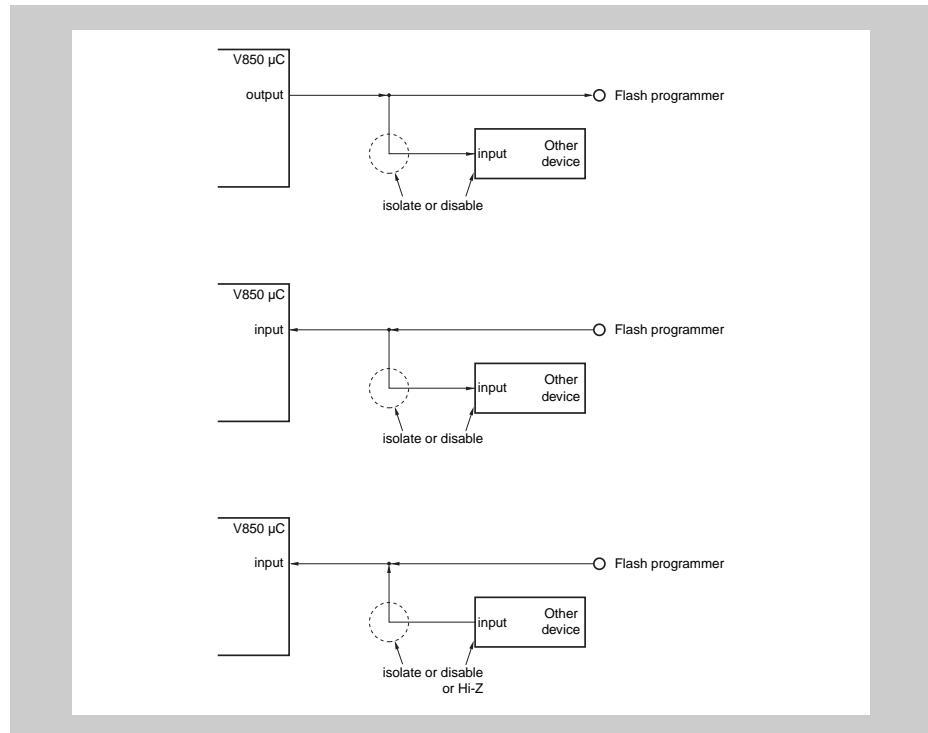 V850 µC
output
Flash programmer
input
Other
device
isolate or disable
V850 µC
input
Flash programmer
input
Other
device
isolate or disable
V850 µC
input
Flash programmer
input
Other
device
isolate or disable
or Hi-Z